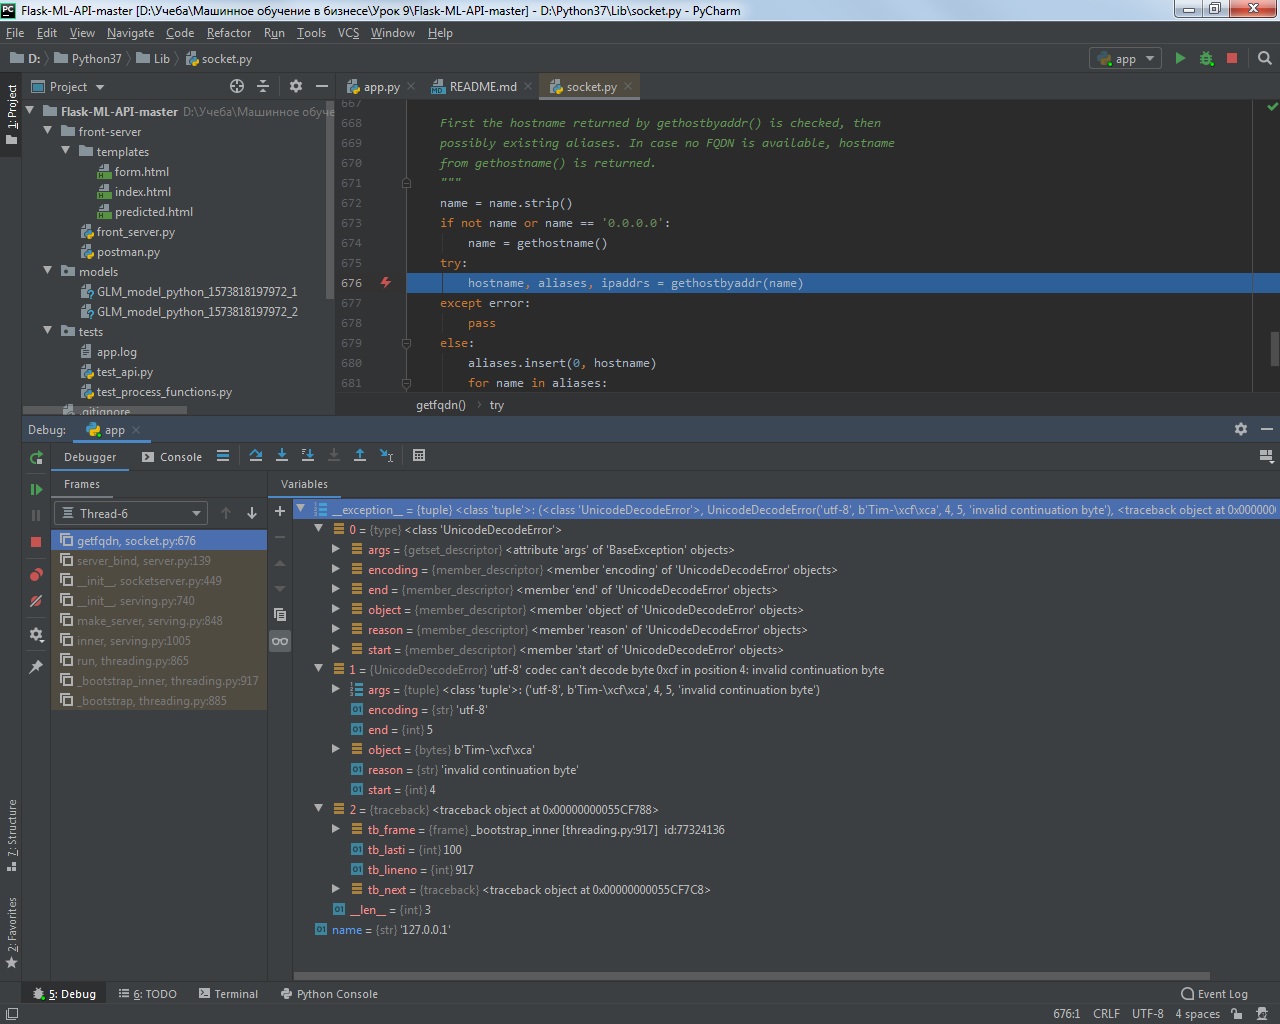 Flask-ML-API-master [D:\Учеба\Машинное обучение в бизнесе\Урок 9\Flask-ML-API-master] - D:\Python37\Lib\socket.py - PyCharm
File Edit View Navigate Code Refactor Run Tools VCS Window Help
D: Python37 Lib socket.py
app
Project
app.py README.md socket.py
1: Project
Flask-ML-API-master D:\Учеба\Машинное обуче
front-server
templates
form.html
index.html
predicted.html
front_server.py
postman.py
models
GLM_model_python_1573818197972_1
GLM_model_python_1573818197972_2
tests
app.log
test_api.py
test_process_functions.py
.gitignore
667
668 First the hostname returned by gethostbyaddr() is checked, then
669 possibly existing aliases. In case no FQDN is available, hostname
670 from gethostname() is returned.
671 """
672 name = name.strip()
673 if not name or name == '0.0.0.0':
674 name = gethostname()
675 try:
676 hostname, aliases, ipaddrs = gethostbyaddr(name)
677 except error:
678 pass
679 else:
680 aliases.insert(0, hostname)
681 for name in aliases:
getfqdn() try
Debug: app
Debugger Console
Frames
Thread-6
getfqdn, socket.py:676
server_bind, server.py:139
__init__, socketserver.py:449
__init__, serving.py:740
make_server, serving.py:848
inner, serving.py:1005
run, threading.py:865
_bootstrap_inner, threading.py:917
_bootstrap, threading.py:885
Variables
__exception__ = {tuple} <class 'tuple'>: (<class 'UnicodeDecodeError'>, UnicodeDecodeError('utf-8', b'Tim-\xcf\xca', 4, 5, 'invalid continuation byte'), <traceback object at 0x0000000
0 = {type} <class 'UnicodeDecodeError'>
args = {getset_descriptor} <attribute 'args' of 'BaseException' objects>
encoding = {member_descriptor} <member 'encoding' of 'UnicodeDecodeError' objects>
end = {member_descriptor} <member 'end' of 'UnicodeDecodeError' objects>
object = {member_descriptor} <member 'object' of 'UnicodeDecodeError' objects>
reason = {member_descriptor} <member 'reason' of 'UnicodeDecodeError' objects>
start = {member_descriptor} <member 'start' of 'UnicodeDecodeError' objects>
1 = {UnicodeDecodeError} 'utf-8' codec can't decode byte 0xcf in position 4: invalid continuation byte
args = {tuple} <class 'tuple'>: ('utf-8', b'Tim-\xcf\xca', 4, 5, 'invalid continuation byte')
encoding = {str} 'utf-8'
end = {int} 5
object = {bytes} b'Tim-\xcf\xca'
reason = {str} 'invalid continuation byte'
start = {int} 4
2 = {traceback} <traceback object at 0x00000000055CF788>
tb_frame = {frame} _bootstrap_inner [threading.py:917] id:77324136
tb_lasti = {int} 100
tb_lineno = {int} 917
tb_next = {traceback} <traceback object at 0x00000000055CF7C8>
__len__ = {int} 3
name = {str} '127.0.0.1'
7: Structure
2: Favorites
5: Debug 6: TODO Terminal Python Console Event Log
676:1 CRLF UTF-8 4 spaces